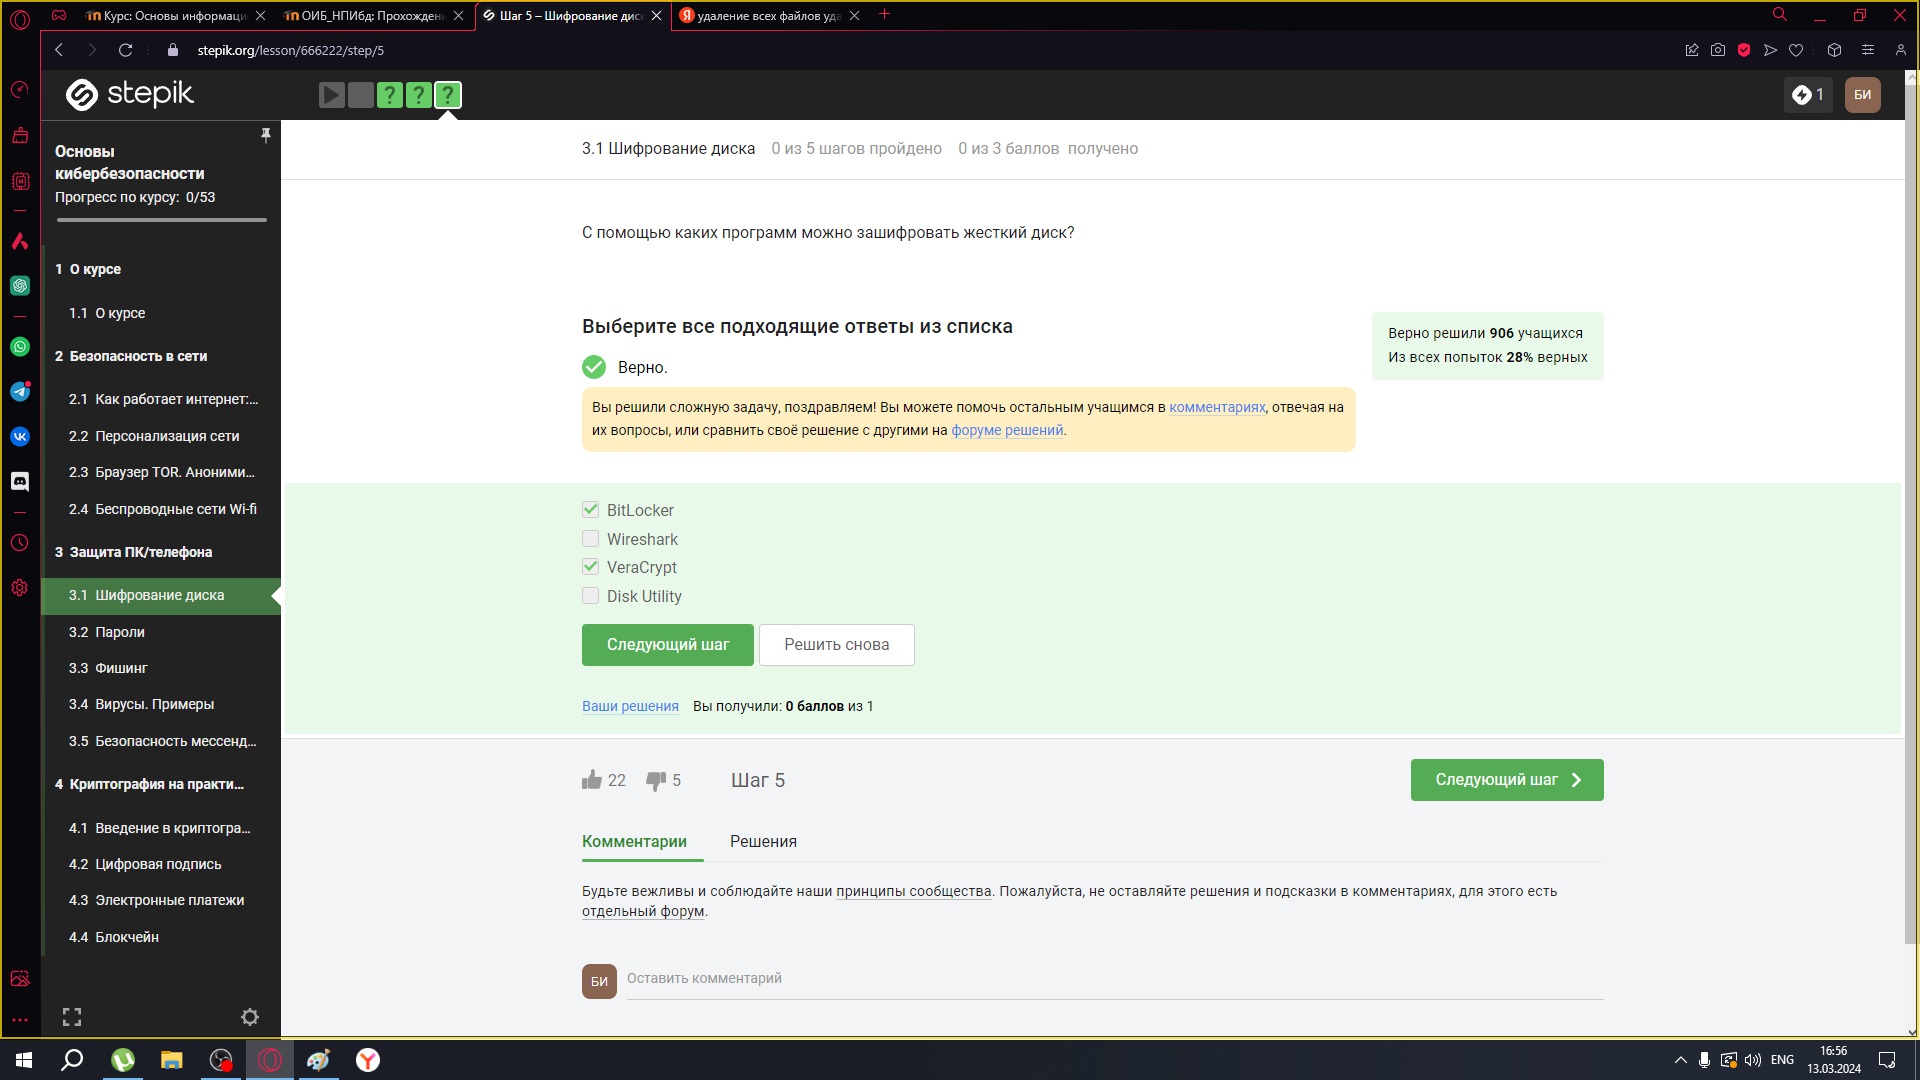 Курс: Основы информаци
ОИБ_НПИбд: Прохожден
Шаг 5 – Шифрование дис
удаление всех файлов уда
stepik.org/lesson/666222/step/5
stepik
1
БИ
Основы
кибербезопасности
Прогресс по курсу: 0/53
1 О курсе
1.1 О курсе
2 Безопасность в сети
2.1 Как работает интернет:...
2.2 Персонализация сети
2.3 Браузер TOR. Аноними...
2.4 Беспроводные сети Wi-fi
3 Защита ПК/телефона
3.1 Шифрование диска
3.2 Пароли
3.3 Фишинг
3.4 Вирусы. Примеры
3.5 Безопасность мессенд...
4 Криптография на практи...
4.1 Введение в криптогра...
4.2 Цифровая подпись
4.3 Электронные платежи
4.4 Блокчейн
3.1 Шифрование диска 0 из 5 шагов пройдено 0 из 3 баллов получено
С помощью каких программ можно зашифровать жесткий диск?
Выберите все подходящие ответы из списка
Верно.
Вы решили сложную задачу, поздравляем! Вы можете помочь остальным учащимся в комментариях, отвечая на
их вопросы, или сравнить своё решение с другими на форуме решений.
Верно решили 906 учащихся
Из всех попыток 28% верных
BitLocker
Wireshark
VeraCrypt
Disk Utility
Следующий шаг
Решить снова
Ваши решения Вы получили: 0 баллов из 1
22
5
Шаг 5
Следующий шаг
Комментарии
Решения
Будьте вежливы и соблюдайте наши принципы сообщества. Пожалуйста, не оставляйте решения и подсказки в комментариях, для этого есть
отдельный форум.
БИ
Оставить комментарий
ENG
16:56
13.03.2024